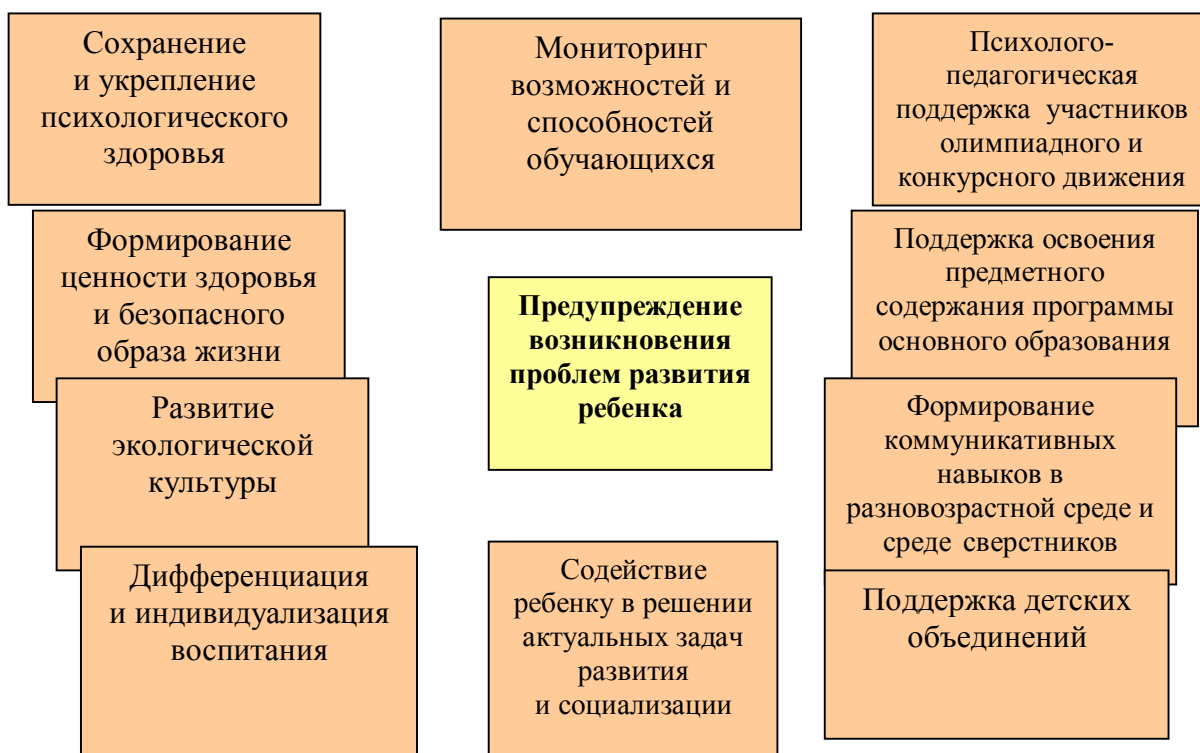 Сохранение
и укрепление
психологического
здоровья
Формирование
ценности здоровья
и безопасного
образа жизни
Развитие
экологической
культуры
Дифференциация
и индивидуализация
воспитания
Мониторинг
возможностей и
способностей
обучающихся
Предупреждение
возникновения
проблем развития
ребенка
Содействие
ребенку в решении
актуальных задач
развития
и социализации
Психолого-
педагогическая
поддержка участников
олимпиадного и
конкурсного движения
Поддержка освоения
предметного
содержания программы
основного образования
Формирование
коммуникативных
навыков в
разновозрастной среде и
среде сверстников
Поддержка детских
объединений